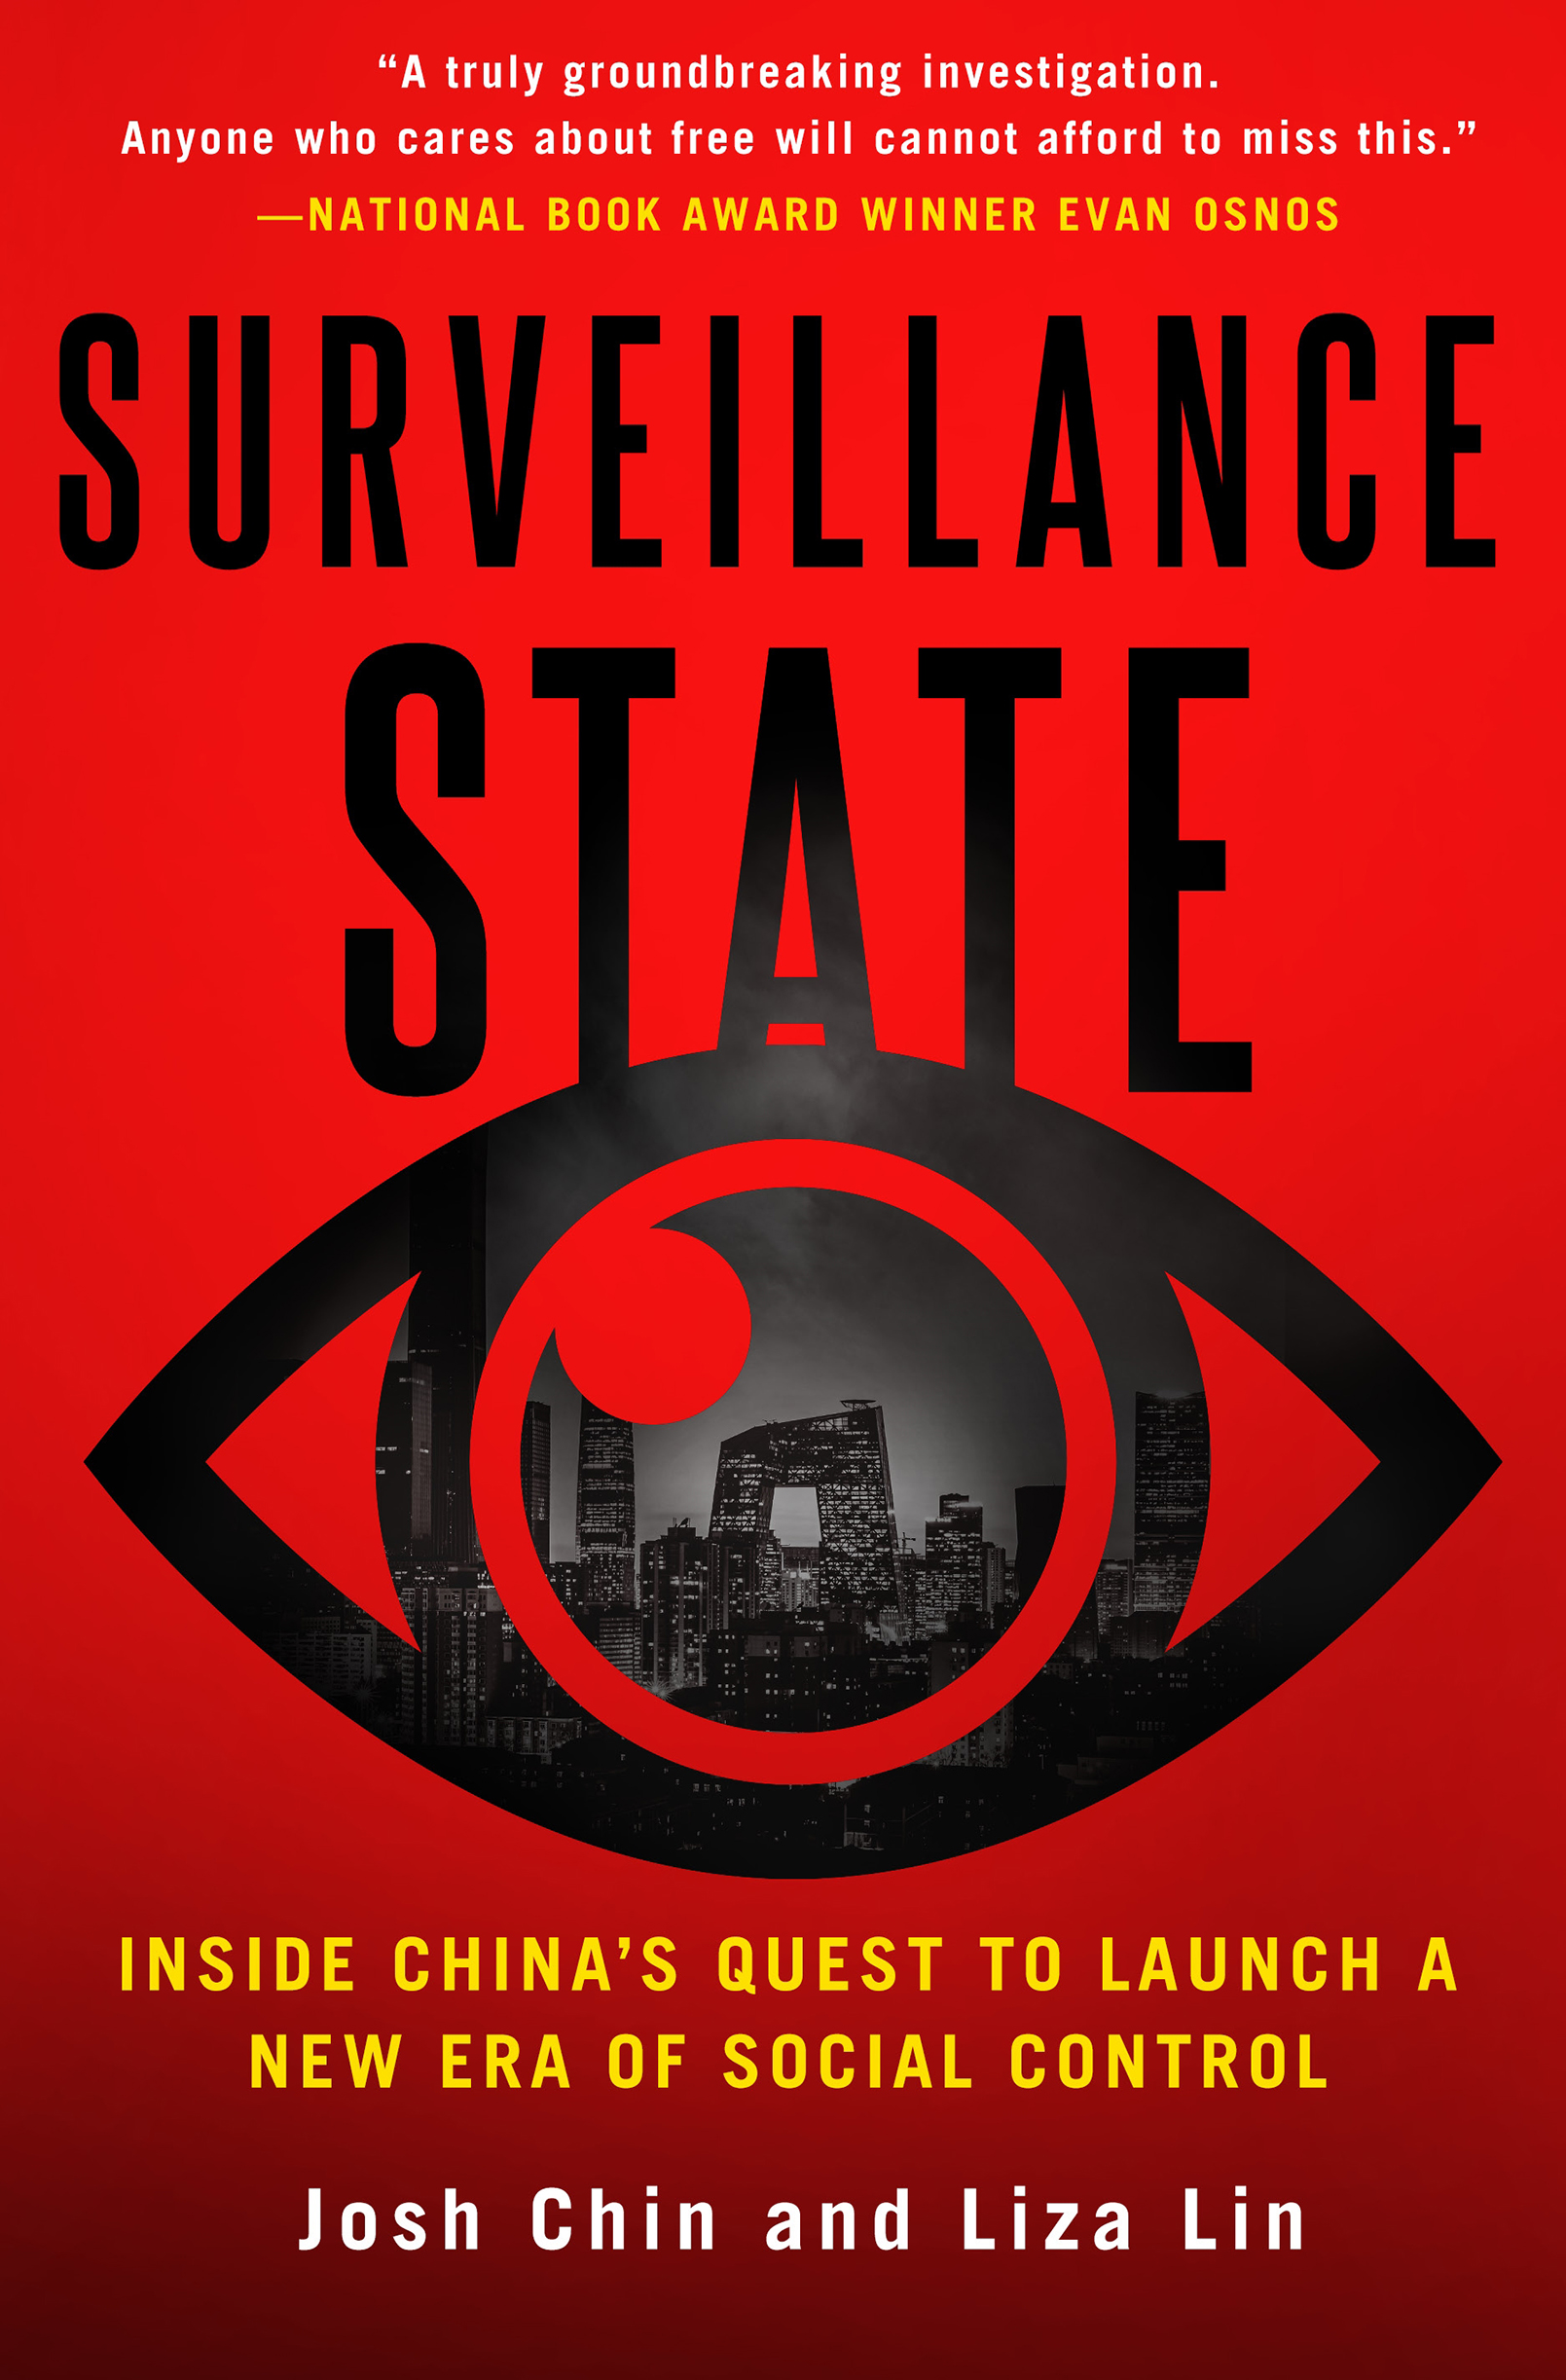 “A truly groundbreaking investigation.
Anyone who cares about free will cannot afford to miss this.”
—NATIONAL BOOK AWARD WINNER EVAN OSNOS
SURVEILLANCE
STATE
INSIDE CHINA’S QUEST TO LAUNCH A
NEW ERA OF SOCIAL CONTROL
Josh Chin and Liza Lin